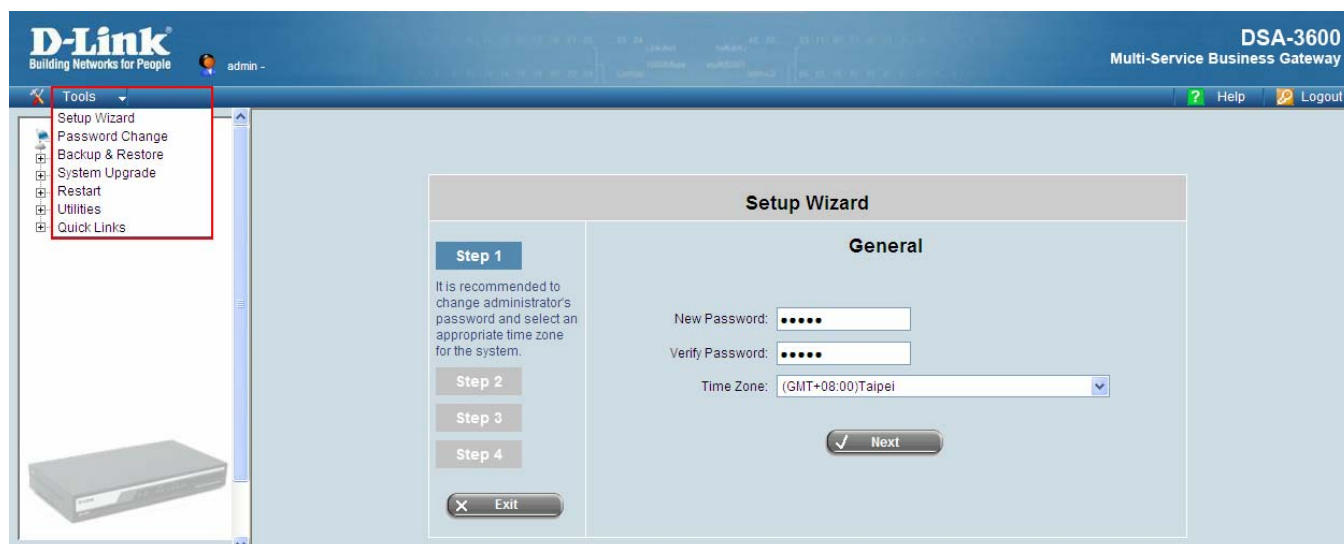 D-Link
Building Networks for People
admin -
DSA-3600
Multi-Service Business Gateway
Tools
Help
Logout
Setup Wizard
Password Change
Backup & Restore
System Upgrade
Restart
Utilities
Quick Links
Setup Wizard
Step 1
It is recommended to
change administrator's
password and select an
appropriate time zone
for the system.
Step 2
Step 3
Step 4
Exit
General
New Password: •••••
Verify Password: •••••
Time Zone: (GMT+08:00)Taipei
Next